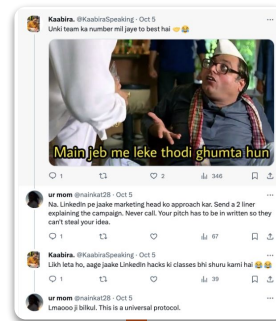 Kaabira. @KaabiraSpeaking · Oct 5
Unki team ka number mil jaye to best hai 🤝😂
Main jeb me leke thodi ghumta hun
1 2 346
ur mom @nainkat28 · Oct 5
Na. LinkedIn pe jaake marketing head ko approach kar. Send a 2 liner
explaining the campaign. Never call. Your pitch has to be in written so they
can't steal your idea.
1 67
Kaabira. @KaabiraSpeaking · Oct 5
Likh leta ho, aage jaake LinkedIn hacks ki classes bhi shuru kami hai 😂😂
1 39
ur mom @nainkat28 · Oct 5
Lmaooo ji bilkul. This is a universal protocol.